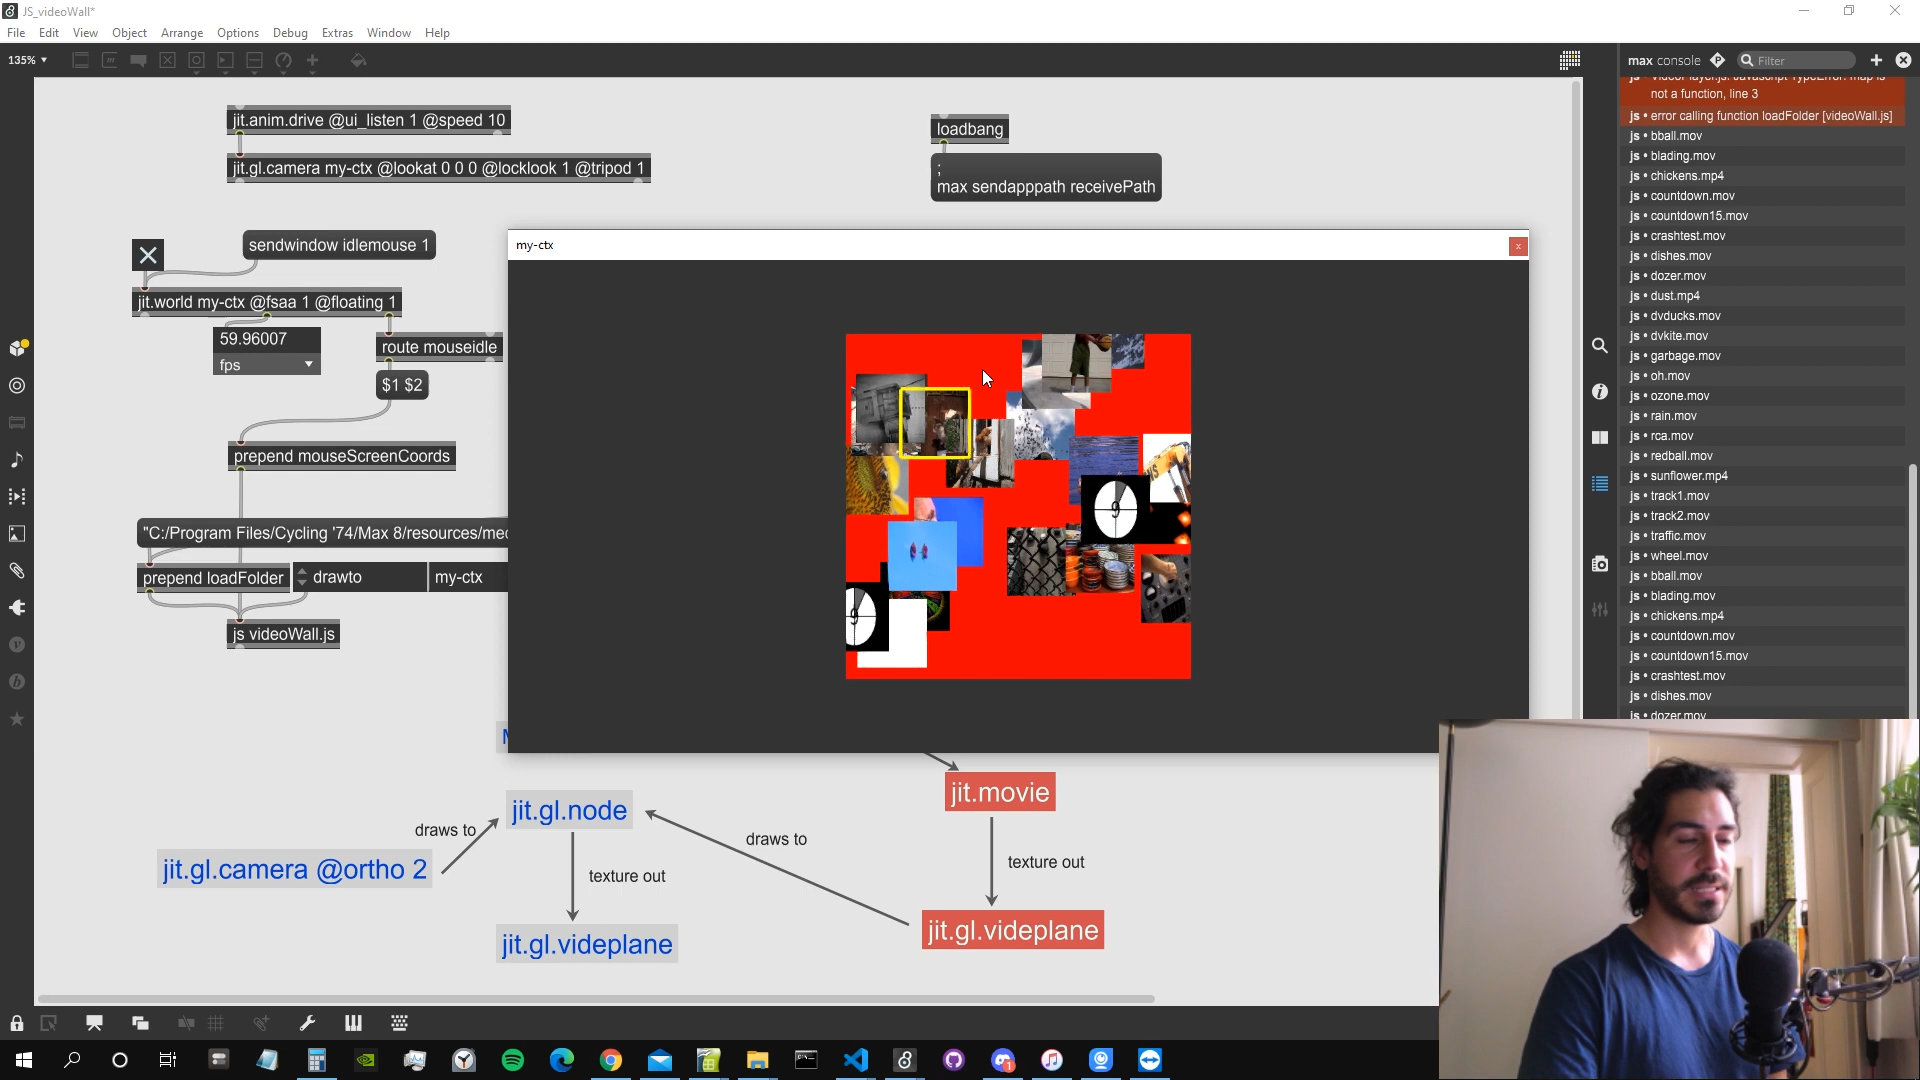 JS_videoWall*
File Edit View Object Arrange Options Debug Extras Window Help
135%
max console
Filter
not a function, line 3
js • error calling function loadFolder [videoWall.js]
js • bball.mov
js • blading.mov
js • chickens.mp4
js • countdown.mov
js • countdown15.mov
js • crashtest.mov
js • dishes.mov
js • dozer.mov
js • dust.mp4
js • dvducks.mov
js • dvkite.mov
js • garbage.mov
js • oh.mov
js • ozone.mov
js • rain.mov
js • rca.mov
js • redball.mov
js • sunflower.mp4
js • track1.mov
js • track2.mov
js • traffic.mov
js • wheel.mov
js • bball.mov
js • blading.mov
js • chickens.mp4
js • countdown.mov
js • countdown15.mov
js • crashtest.mov
js • dishes.mov
js • dozer.mov
jit.anim.drive @ui_listen 1 @speed 10
jit.gl.camera my-ctx @lookat 0 0 0 @locklook 1 @tripod 1
loadbang
;
max sendapppath receivePath
sendwindow idlemouse 1
jit.world my-ctx @fsaa 1 @floating 1
59.96007
fps
route mouseidle
$1 $2
prepend mouseScreenCoords
"C:/Program Files/Cycling '74/Max 8/resources/med
prepend loadFolder
drawto
my-ctx
js videoWall.js
my-ctx
9
9
jit.movie
jit.gl.node
draws to
draws to
jit.gl.camera @ortho 2
texture out
texture out
jit.gl.videplane
jit.gl.videplane